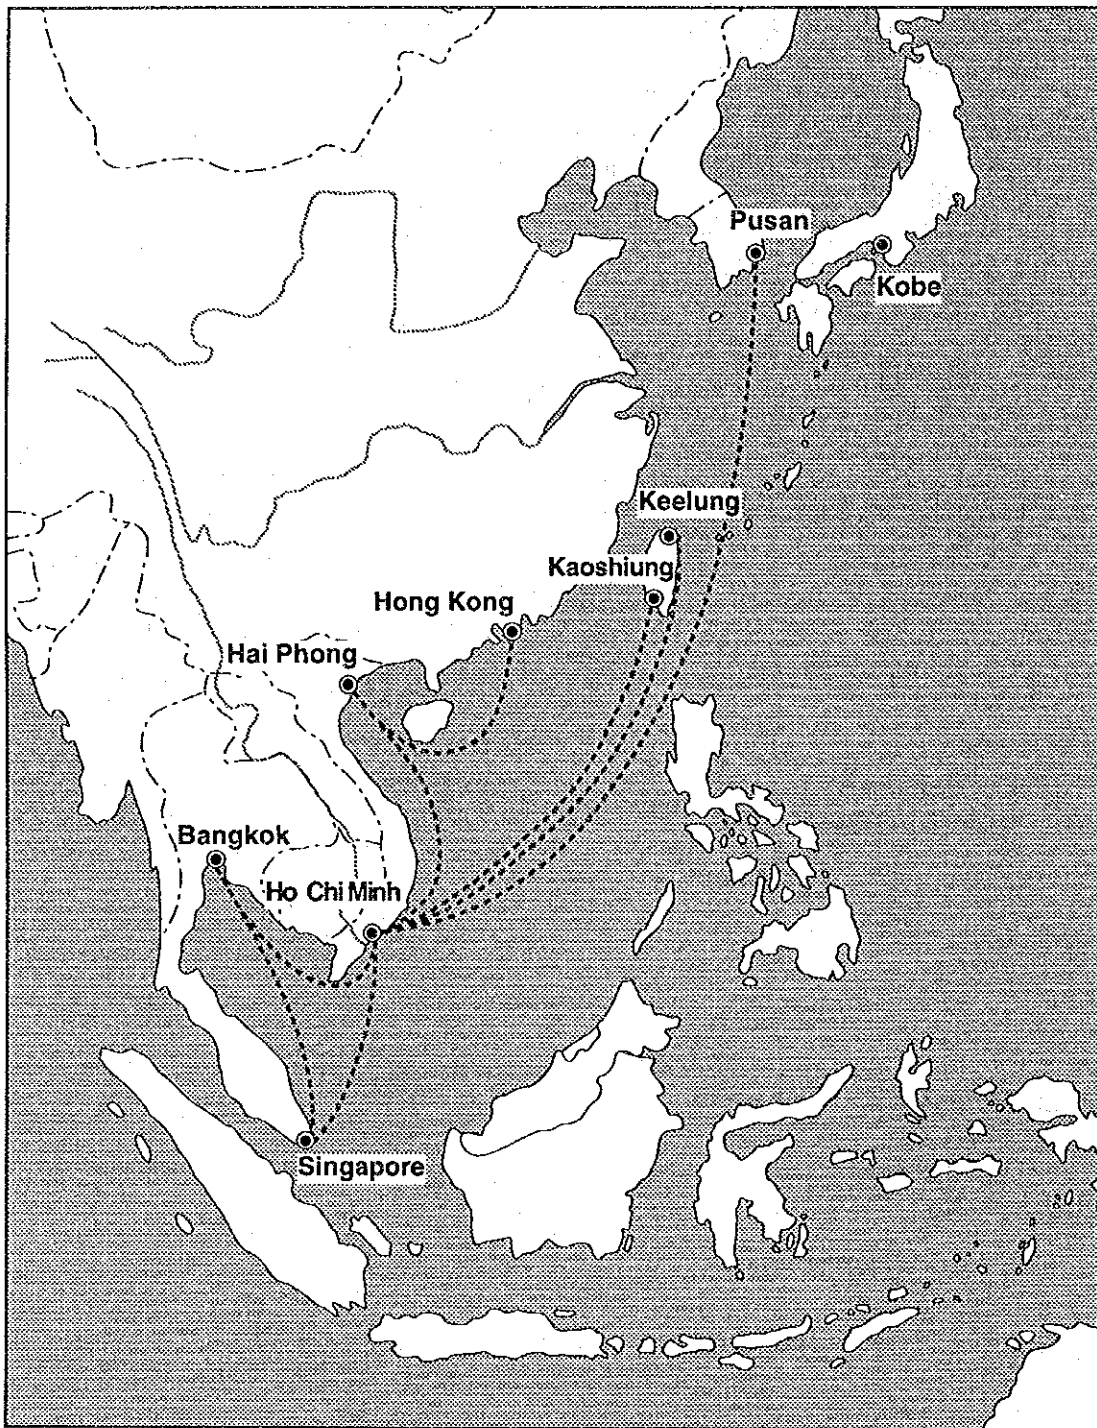 Pusan
Kobe
Keelung
Kaoshiung
Hong Kong
Hai Phong
Bangkok
Ho Chi Minh
Singapore